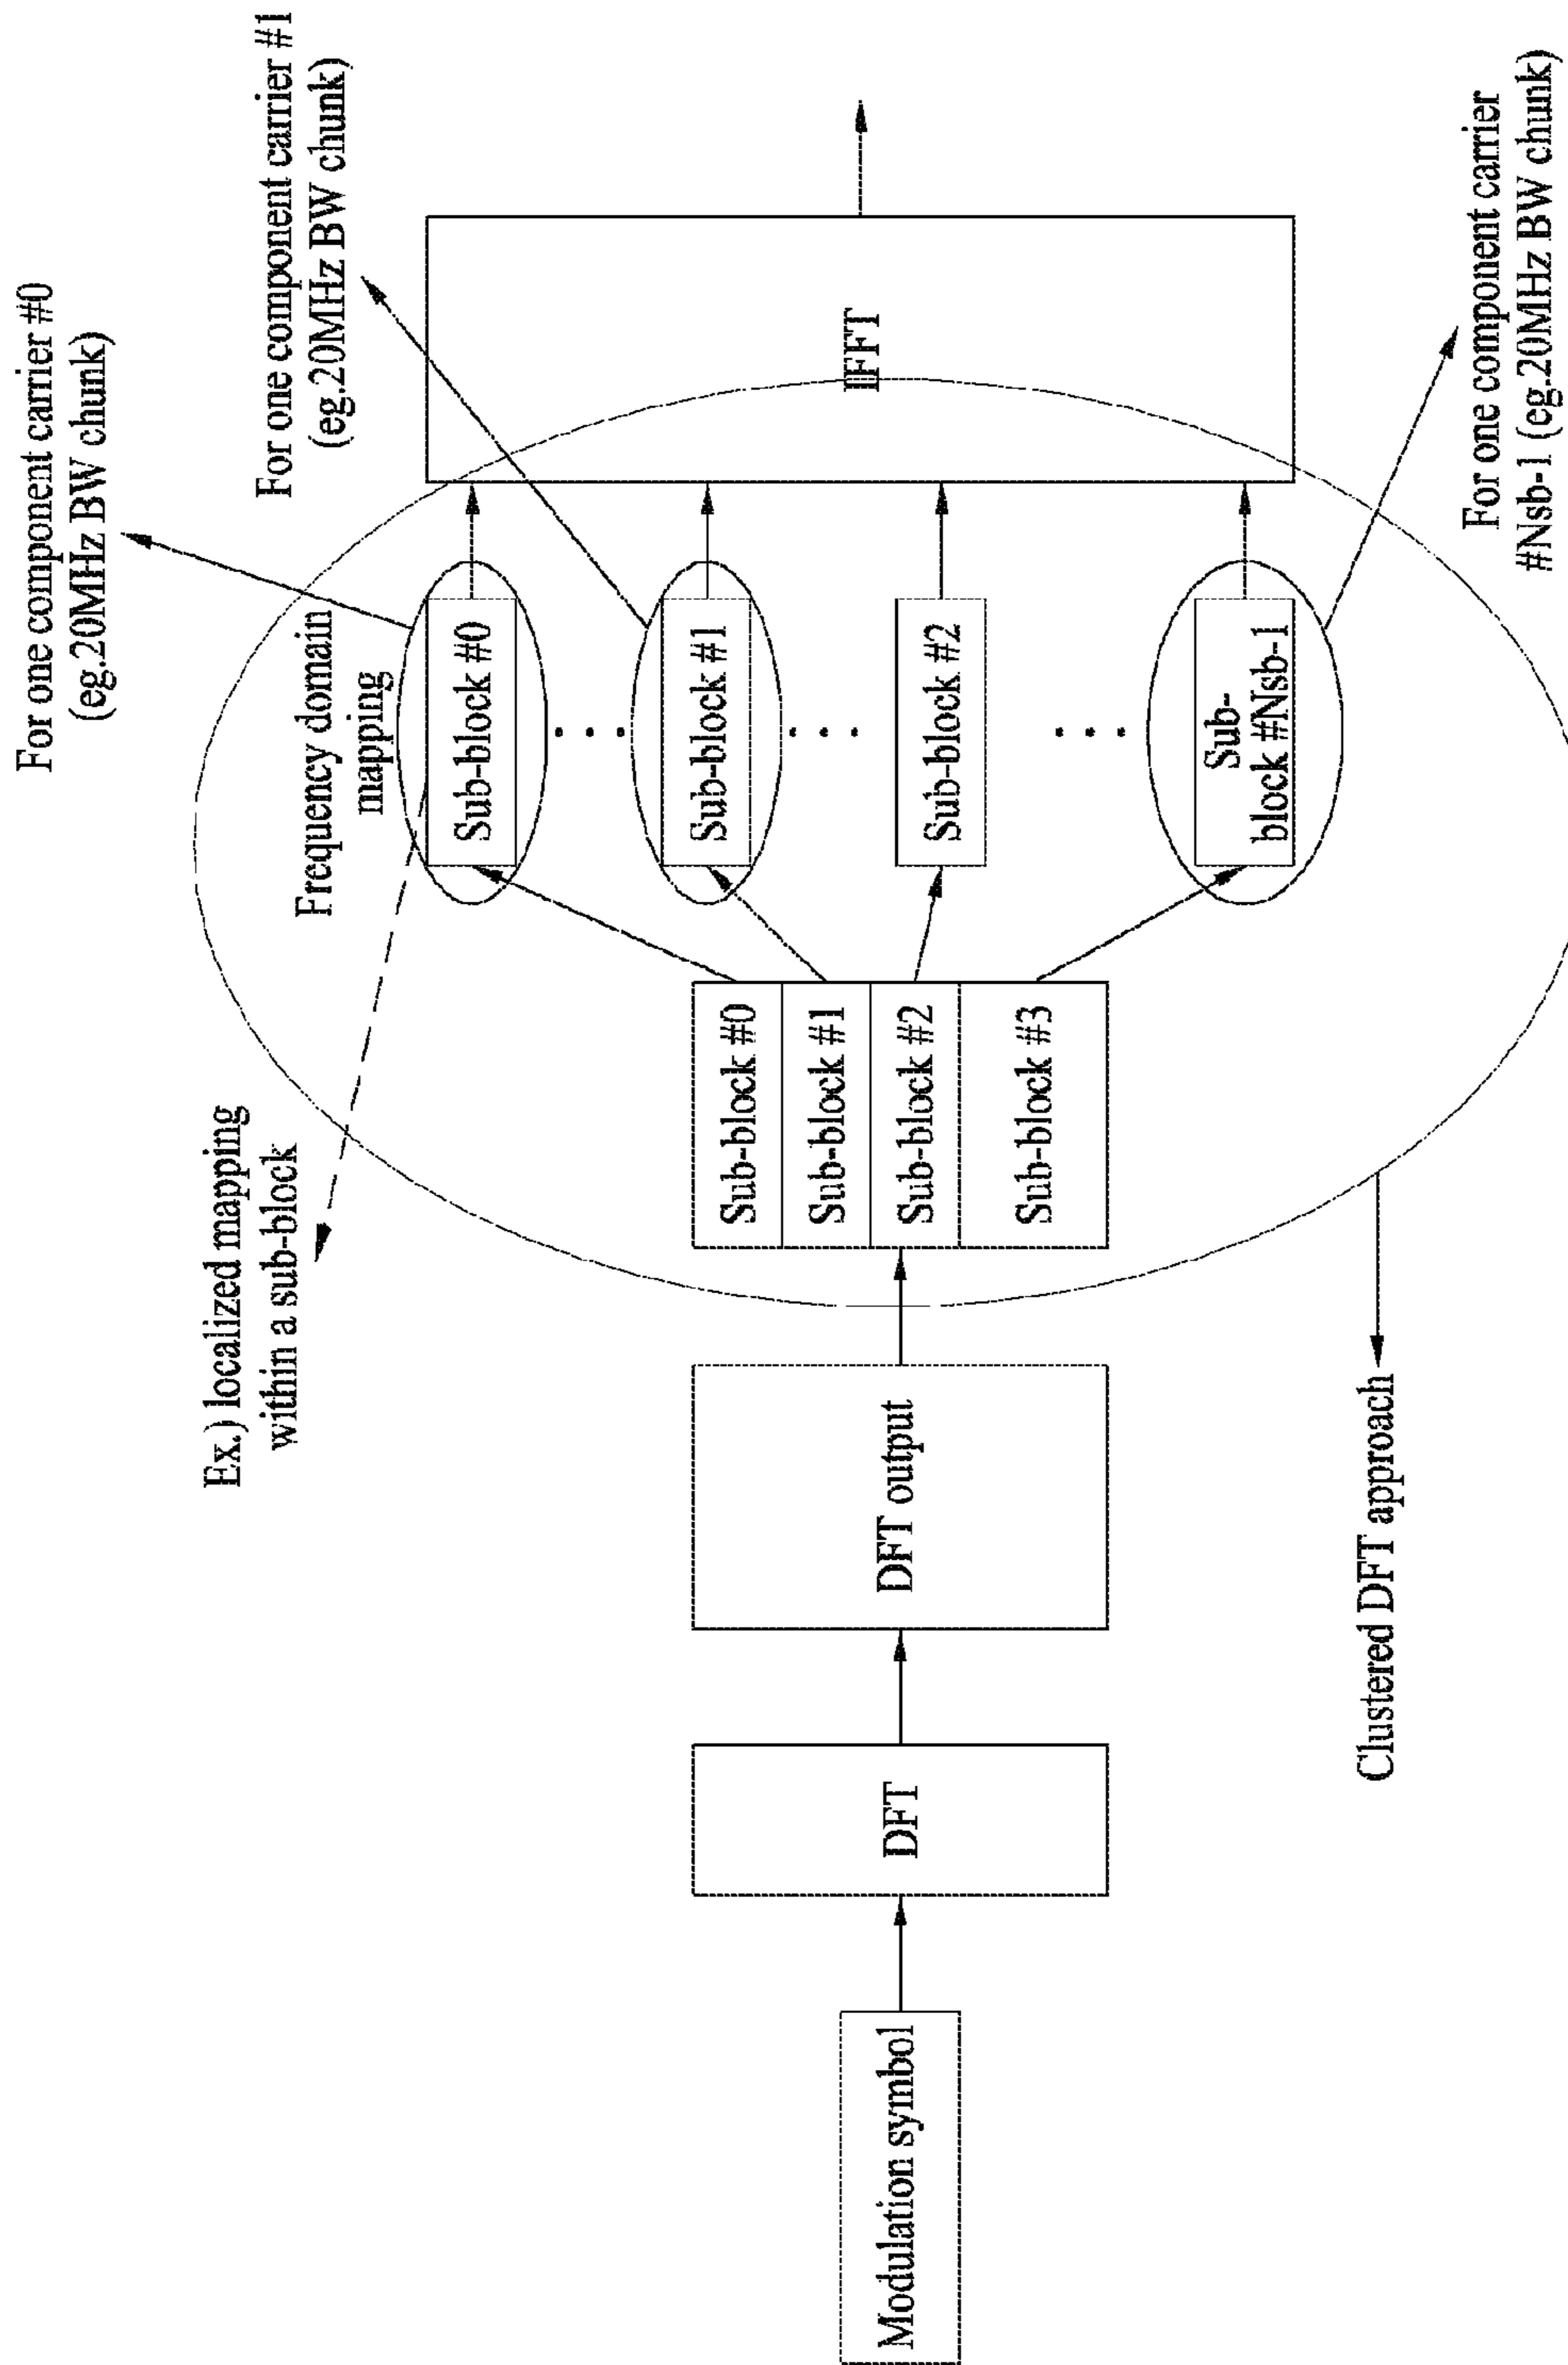 For one component carrier #0
(eg.20MHz BW chunk)
For one component carrier #1
(eg.20MHz BW chunk)
Ex.) localized mapping
within a sub-block
Frequency domain
mapping
Modulation symbol
DFT
DFT output
Sub-block #0
Sub-block #1
Sub-block #2
Sub-block #3
Sub-block #0
Sub-block #1
Sub-block #2
Sub-
block #Nsb-1
IFFT
Clustered DFT approach
For one component carrier
#Nsb-1 (eg.20MHz BW chunk)